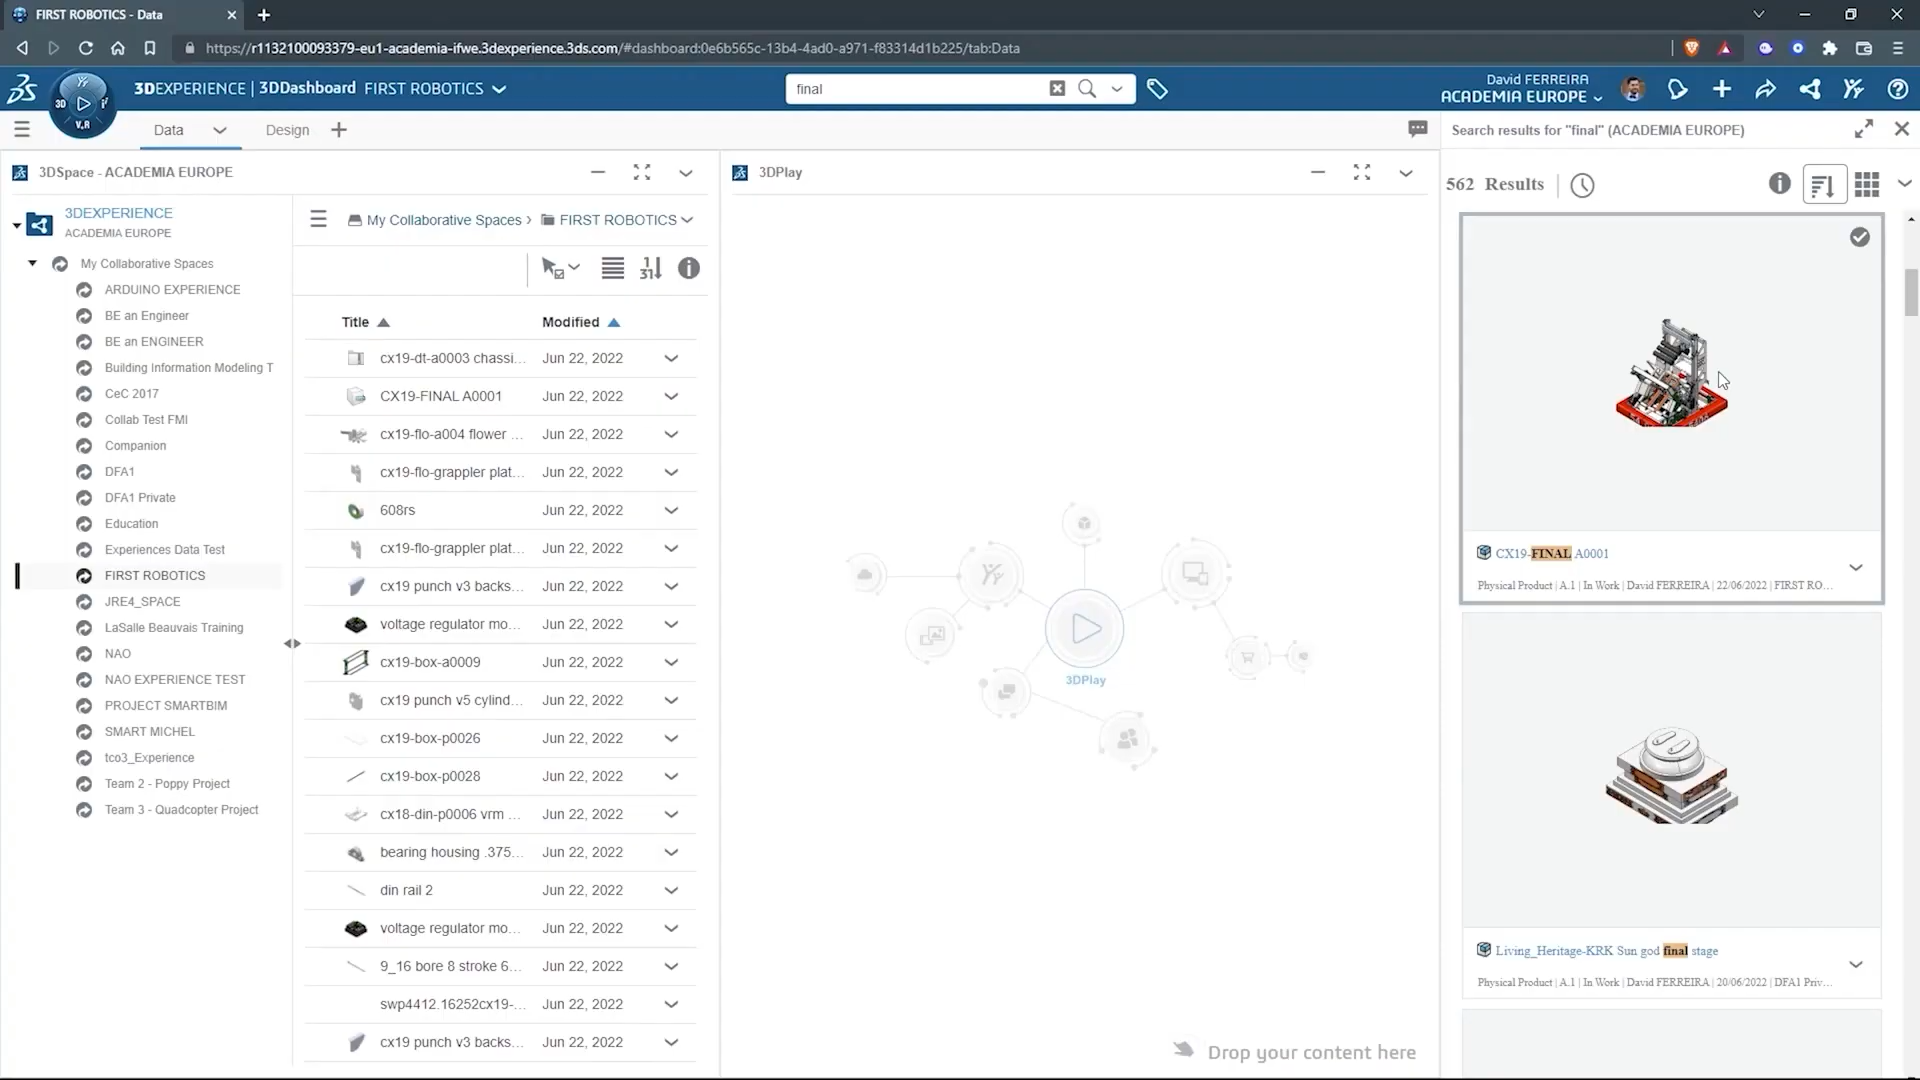 FIRST ROBOTICS - Data
https://r1132100093379-eu1-academia-ifwe.3dexperience.3ds.com/#dashboard:0e6b565c-13b4-4ad0-a971-f83314d1b225/tab:Data
3D
V,R
3DEXPERIENCE | 3DDashboard FIRST ROBOTICS
final
David FERREIRA
ACADEMIA EUROPE
Data
Design
Search results for "final" (ACADEMIA EUROPE)
3DSpace - ACADEMIA EUROPE
3DPlay
562 Results
3DEXPERIENCE
ACADEMIA EUROPE
My Collaborative Spaces
ARDUINO EXPERIENCE
BE an Engineer
BE an ENGINEER
Building Information Modeling T
CeC 2017
Collab Test FMI
Companion
DFA1
DFA1 Private
Education
Experiences Data Test
FIRST ROBOTICS
JRE4_SPACE
LaSalle Beauvais Training
NAO
NAO EXPERIENCE TEST
PROJECT SMARTBIM
SMART MICHEL
tco3_Experience
Team 2 - Poppy Project
Team 3 - Quadcopter Project
My Collaborative Spaces > FIRST ROBOTICS
1
31
Title Modified
cx19-dt-a0003 chassi... Jun 22, 2022
CX19-FINAL A0001 Jun 22, 2022
cx19-flo-a004 flower ... Jun 22, 2022
cx19-flo-grappler plat... Jun 22, 2022
608rs Jun 22, 2022
cx19-flo-grappler plat... Jun 22, 2022
cx19 punch v3 backs... Jun 22, 2022
voltage regulator mo... Jun 22, 2022
cx19-box-a0009 Jun 22, 2022
cx19 punch v5 cylind... Jun 22, 2022
cx19-box-p0026 Jun 22, 2022
cx19-box-p0028 Jun 22, 2022
cx18-din-p0006 vrm ... Jun 22, 2022
bearing housing .375... Jun 22, 2022
din rail 2 Jun 22, 2022
voltage regulator mo... Jun 22, 2022
9_16 bore 8 stroke 6... Jun 22, 2022
swp4412.16252cx19-... Jun 22, 2022
cx19 punch v3 backs... Jun 22, 2022
3DPlay
Drop your content here
CX19-FINAL A0001
Physical Product | A.1 | In Work | David FERREIRA | 22/06/2022 | FIRST RO...
Living_Heritage-KRK Sun god final stage
Physical Product | A.1 | In Work | David FERREIRA | 20/06/2022 | DFA1 Priv...